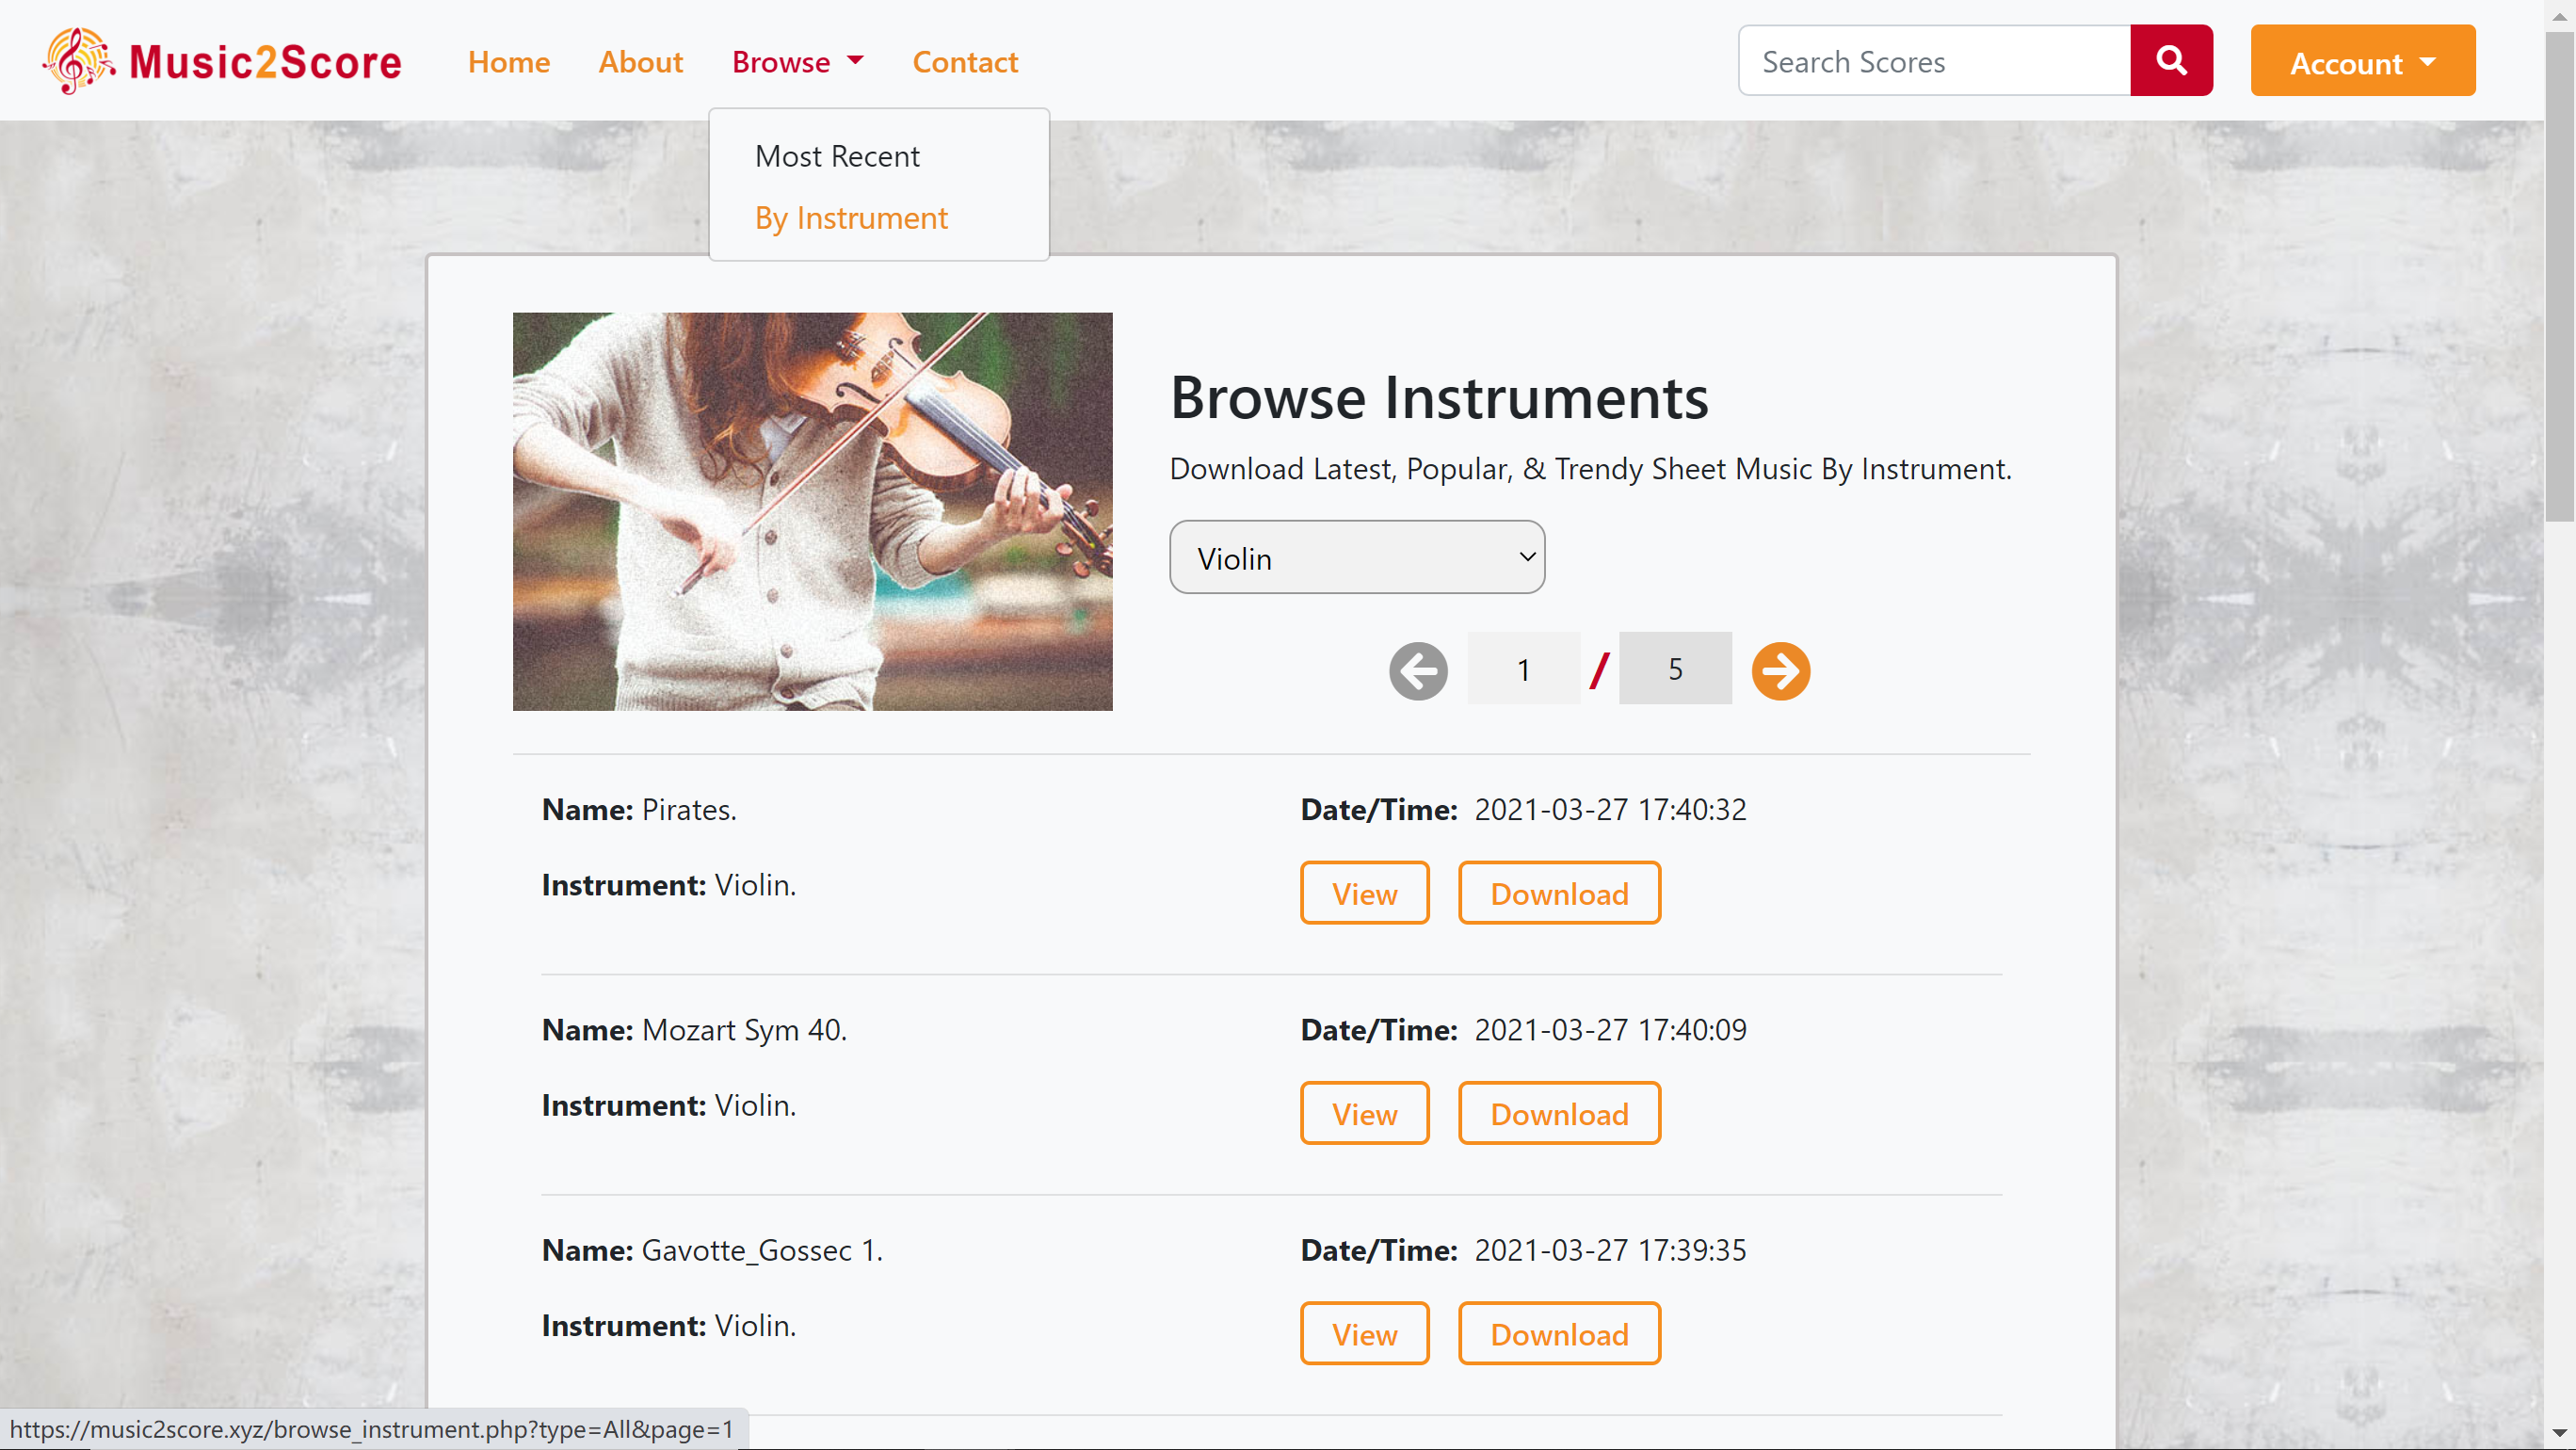 Music2Score Home About Browse Contact Search Scores Account
Most Recent
By Instrument
Browse Instruments
Download Latest, Popular, & Trendy Sheet Music By Instrument.
Violin
1 / 5
Name: Pirates. Date/Time: 2021-03-27 17:40:32
Instrument: Violin. View Download
Name: Mozart Sym 40. Date/Time: 2021-03-27 17:40:09
Instrument: Violin. View Download
Name: Gavotte_Gossec 1. Date/Time: 2021-03-27 17:39:35
Instrument: Violin. View Download
https://music2score.xyz/browse_instrument.php?type=All&page=1